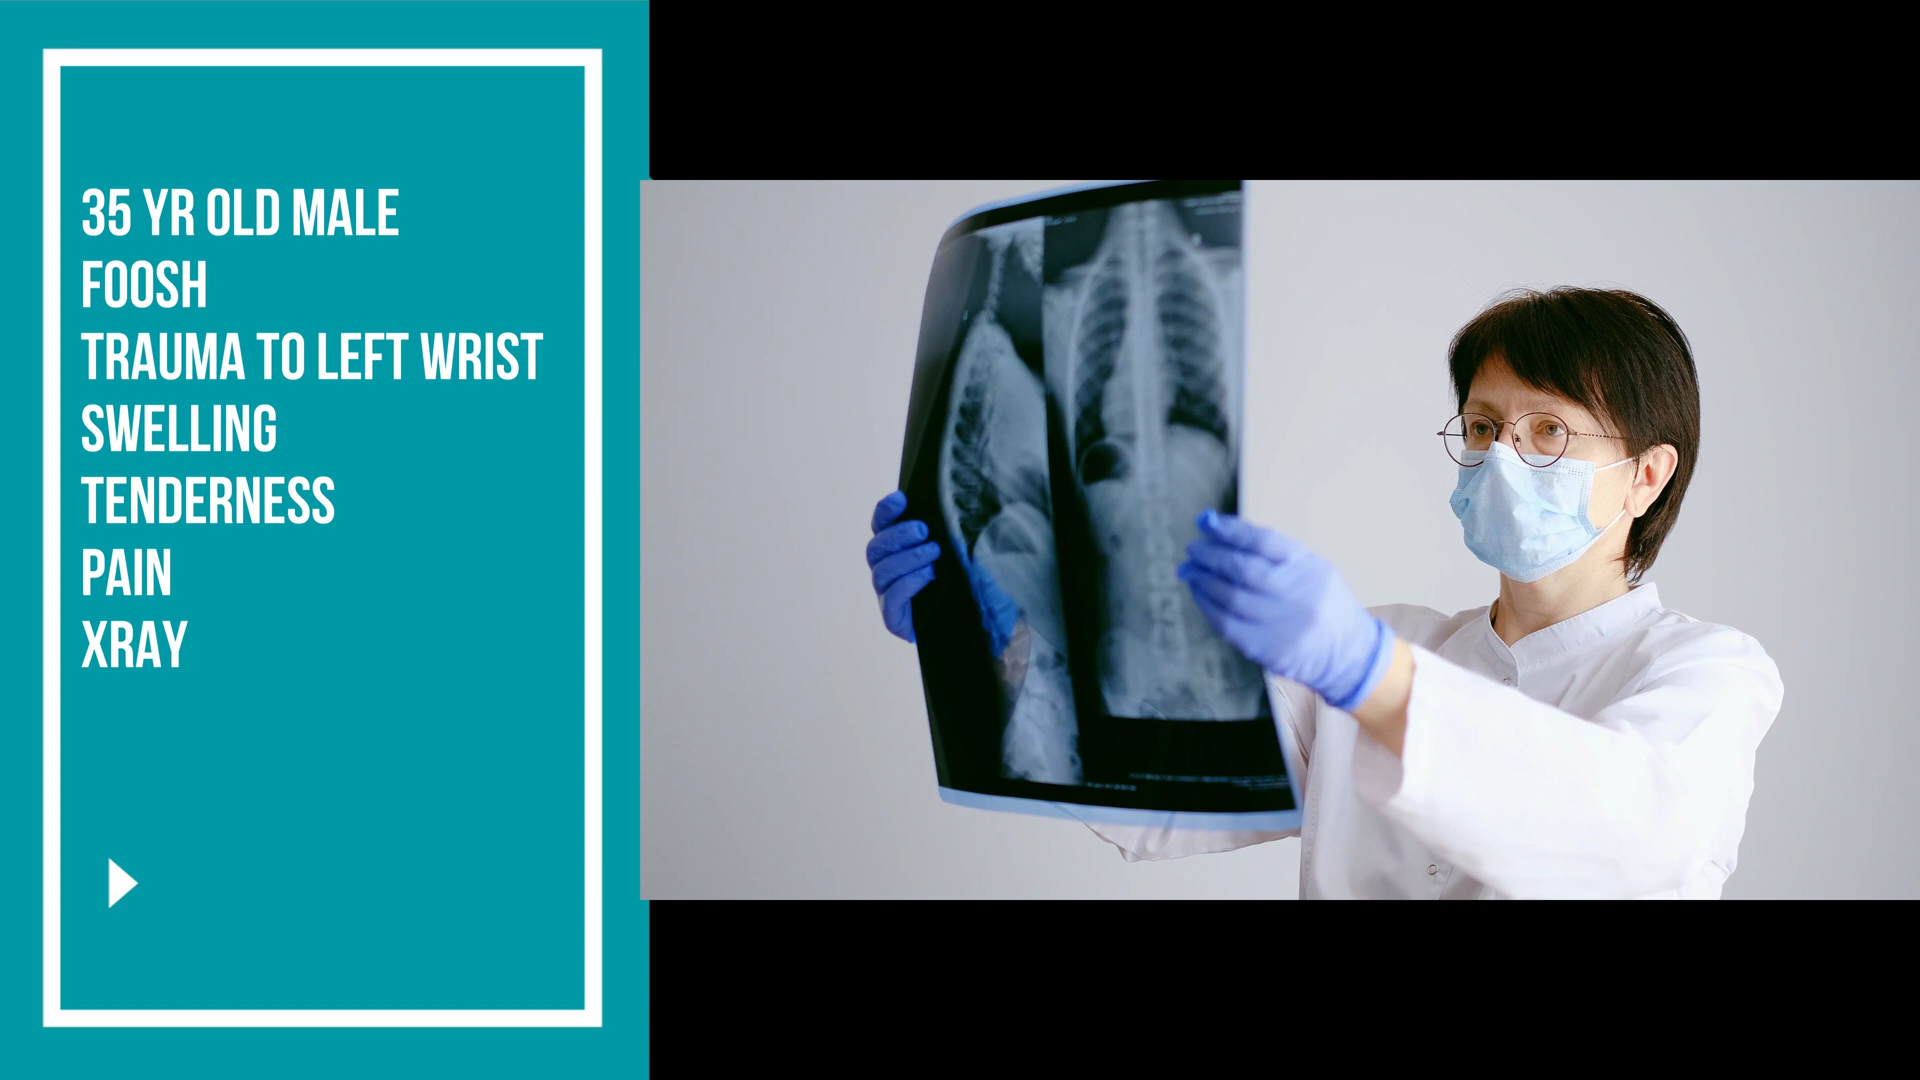 35 YR OLD MALE
FOOSH
TRAUMA TO LEFT WRIST
SWELLING
TENDERNESS
PAIN
XRAY